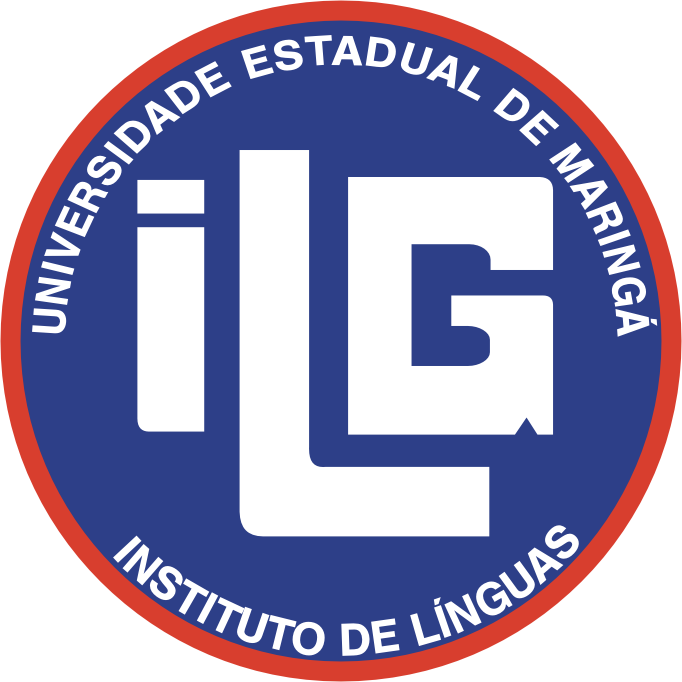 UNIVERSIDADE ESTADUAL DE MARINGÁ
iLG
INSTITUTO DE LÍNGUAS